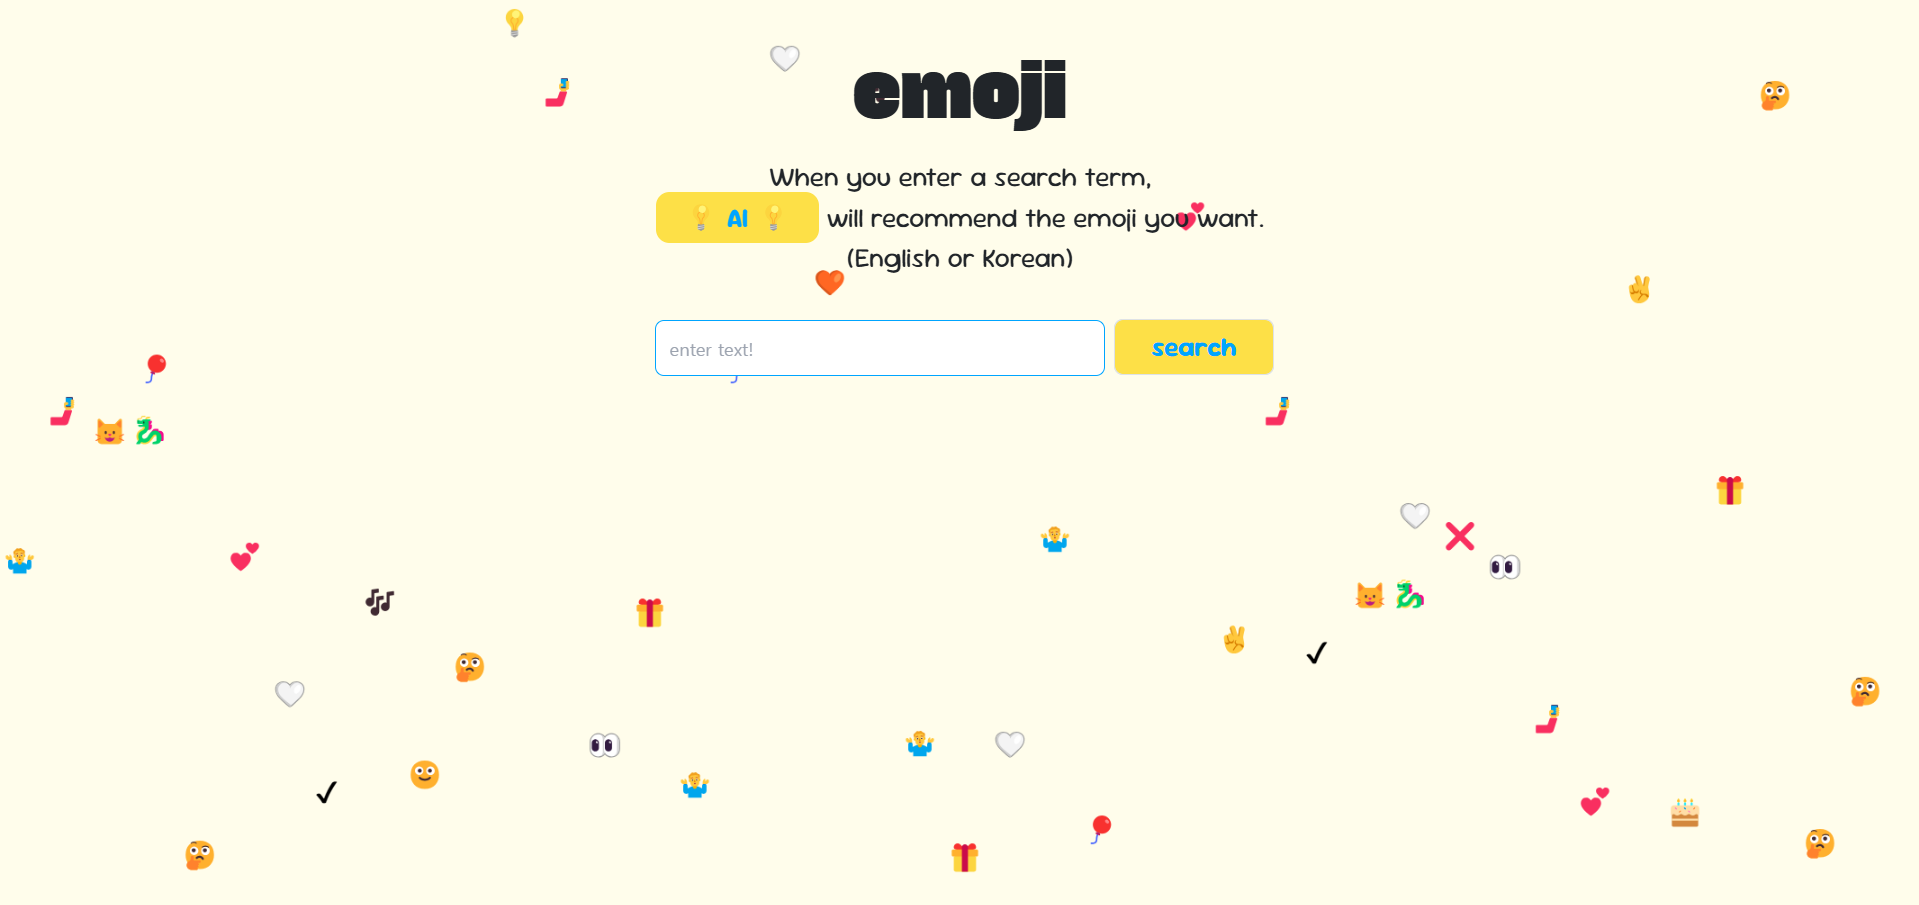 emoji
When you enter a search term,
AI will recommend the emoji you want.
(English or Korean)
enter text!
search